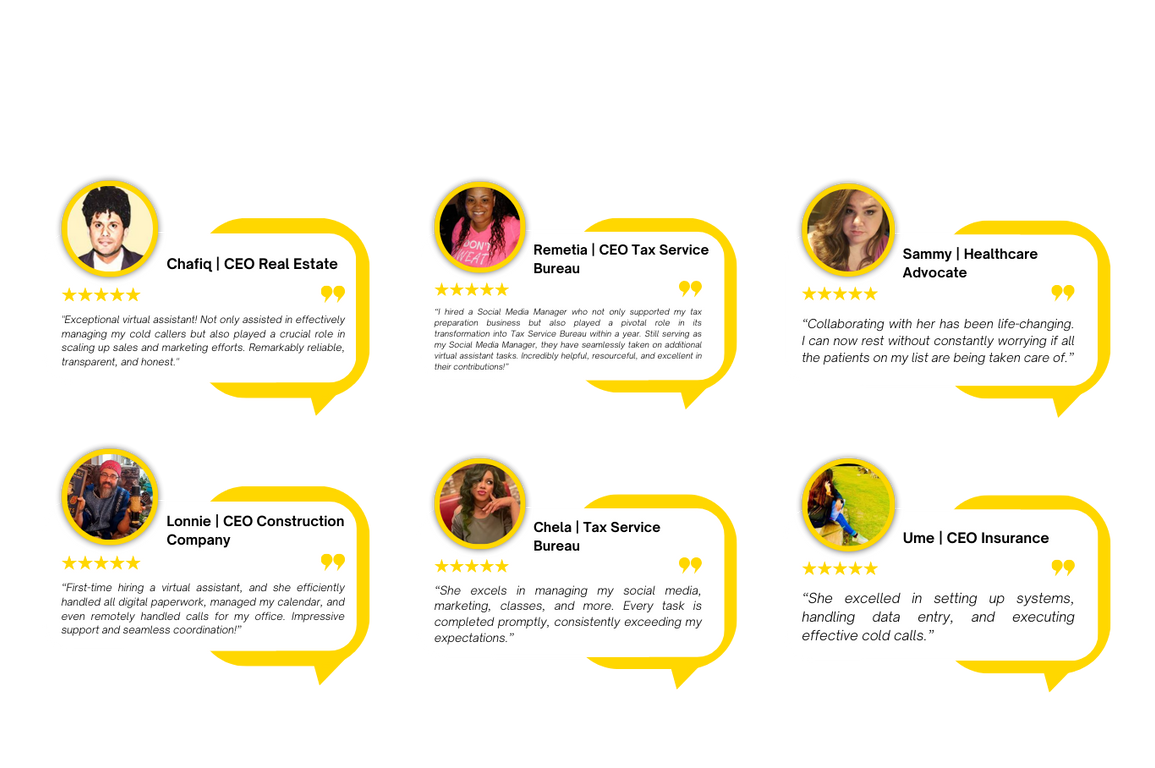 Chafiq | CEO Real Estate
"Exceptional virtual assistant! Not only assisted in effectively
managing my cold callers but also played a crucial role in
scaling up sales and marketing efforts. Remarkably reliable,
transparent, and honest."
DON'T
SWEAT
Remetia | CEO Tax Service
Bureau
"I hired a Social Media Manager who not only supported my tax
preparation business but also played a pivotal role in its
transformation into Tax Service Bureau within a year. Still serving as
my Social Media Manager, they have seamlessly taken on additional
virtual assistant tasks. Incredibly helpful, resourceful, and excellent in
their contributions!"
Sammy | Healthcare
Advocate
“Collaborating with her has been life-changing.
I can now rest without constantly worrying if all
the patients on my list are being taken care of.”
Lonnie | CEO Construction
Company
“First-time hiring a virtual assistant, and she efficiently
handled all digital paperwork, managed my calendar, and
even remotely handled calls for my office. Impressive
support and seamless coordination!”
Chela | Tax Service
Bureau
“She excels in managing my social media,
marketing, classes, and more. Every task is
completed promptly, consistently exceeding my
expectations.”
Ume | CEO Insurance
“She excelled in setting up systems,
handling data entry, and executing
effective cold calls.”